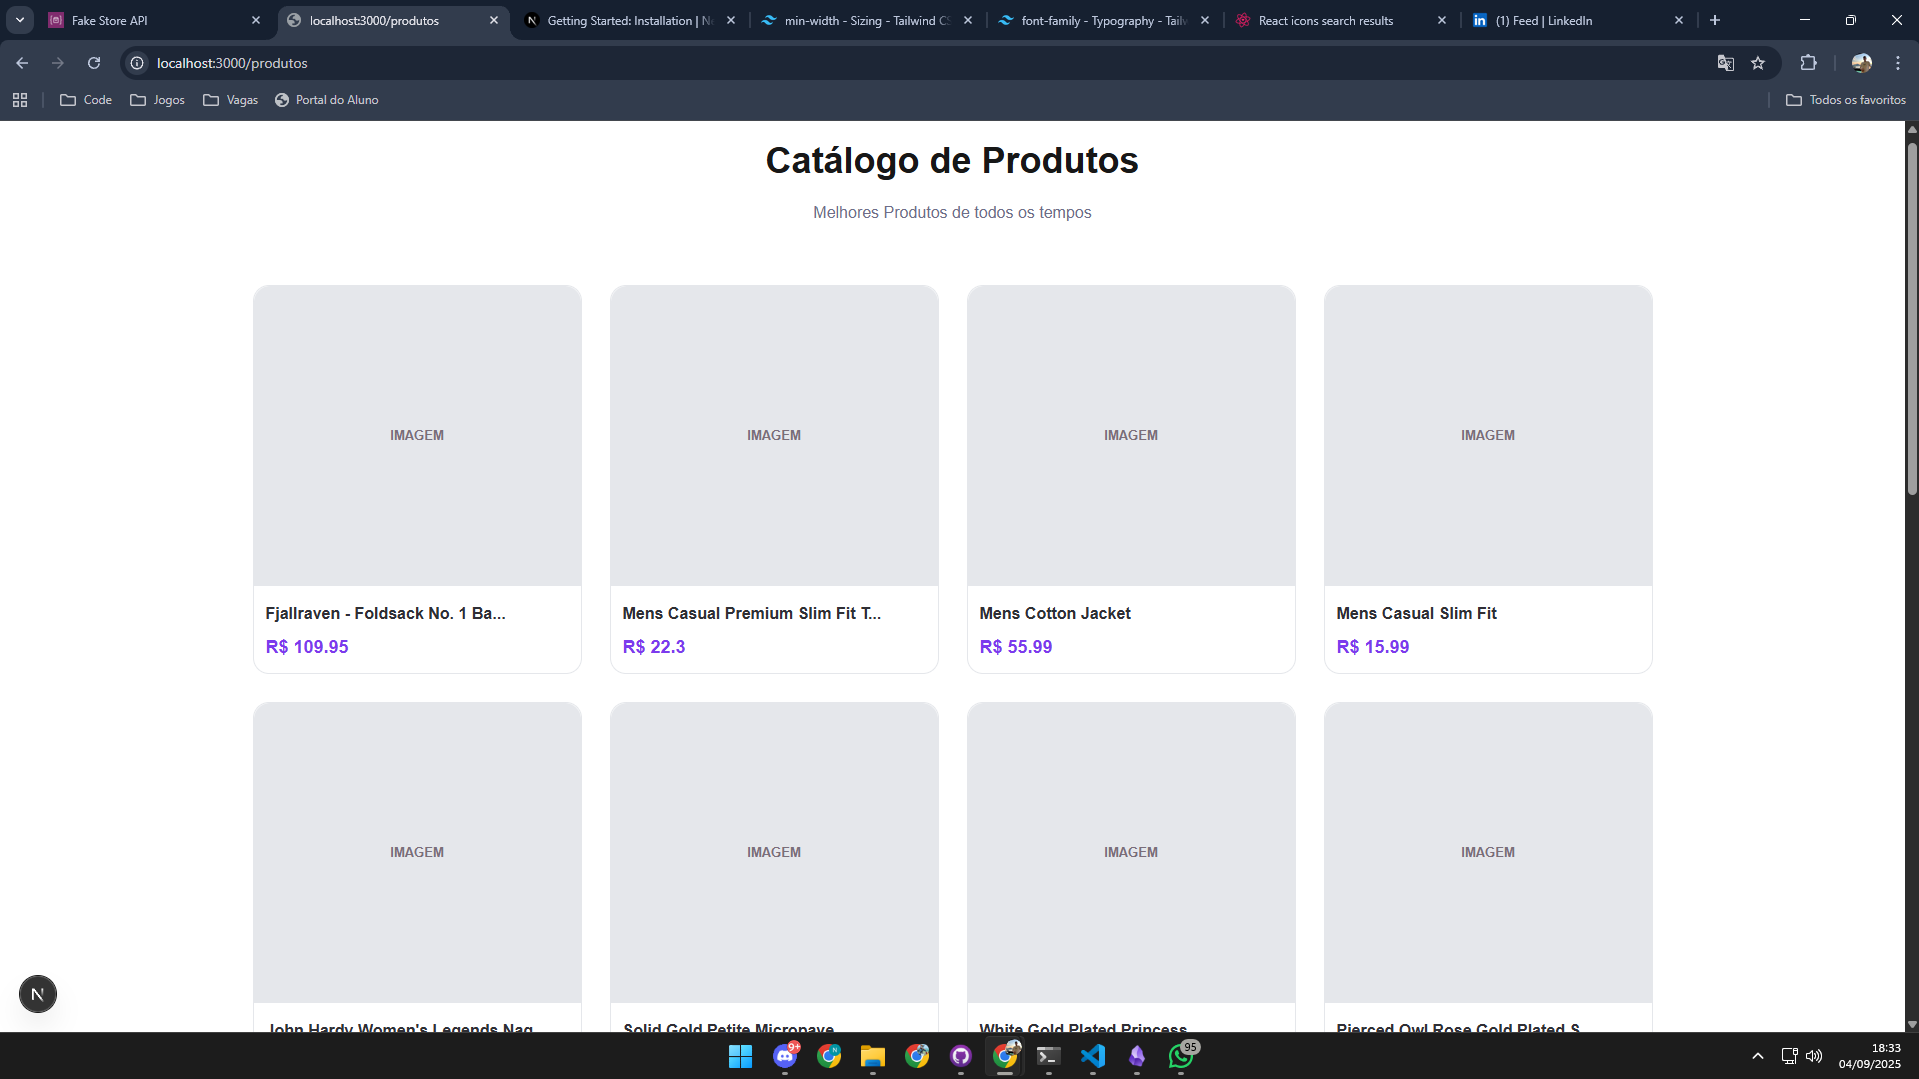 Fake Store API
localhost:3000/produtos
Getting Started: Installation | Ne
min-width - Sizing - Tailwind CS
font-family - Typography - Tailw
React icons search results
(1) Feed | LinkedIn
localhost:3000/produtos
Code
Jogos
Vagas
Portal do Aluno
Todos os favoritos
Catálogo de Produtos
Melhores Produtos de todos os tempos
IMAGEM
IMAGEM
IMAGEM
IMAGEM
Fjallraven - Foldsack No. 1 Ba...
Mens Casual Premium Slim Fit T...
Mens Cotton Jacket
Mens Casual Slim Fit
R$ 109.95
R$ 22.3
R$ 55.99
R$ 15.99
IMAGEM
IMAGEM
IMAGEM
IMAGEM
John Hardy Women's Legends Nag
Solid Gold Petite Micropave
White Gold Plated Princess
Pierced Owl Rose Gold Plated S
N
9+
95
18:33
04/09/2025